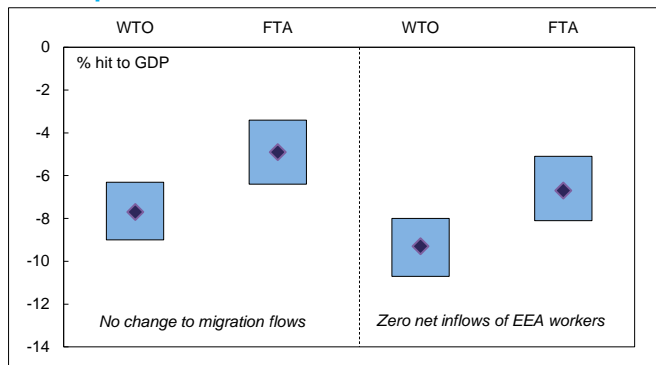 WTO FTA WTO FTA
0
% hit to GDP
-2
-4
-6
-8
-10
-12
No change to migration flows Zero net inflows of EEA workers
-14